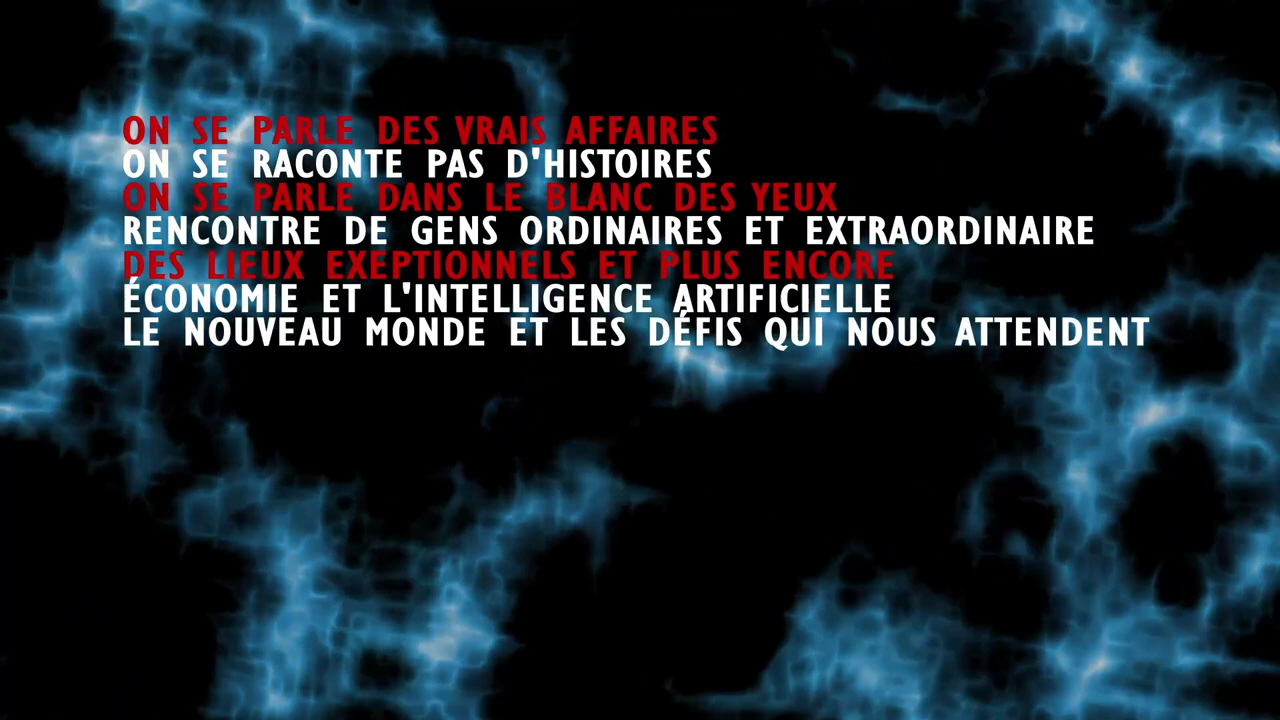 ON SE PARLE DES VRAIS AFFAIRES
ON SE RACONTE PAS D'HISTOIRES
ON SE PARLE DANS LE BLANC DES YEUX
RENCONTRE DE GENS ORDINAIRES ET EXTRAORDINAIRE
DES LIEUX EXEPTIONNELS ET PLUS ENCORE
ÉCONOMIE ET L'INTELLIGENCE ARTIFICIELLE
LE NOUVEAU MONDE ET LES DÉFIS QUI NOUS ATTENDENT